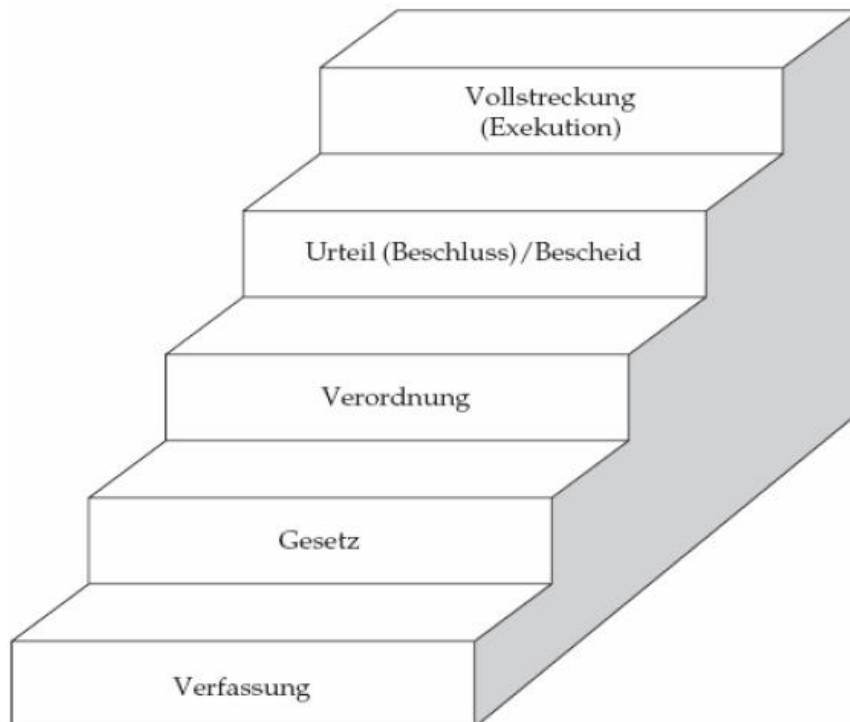 Vollstreckung
(Exekution)
Urteil (Beschluss)/Bescheid
Verordnung
Gesetz
Verfassung